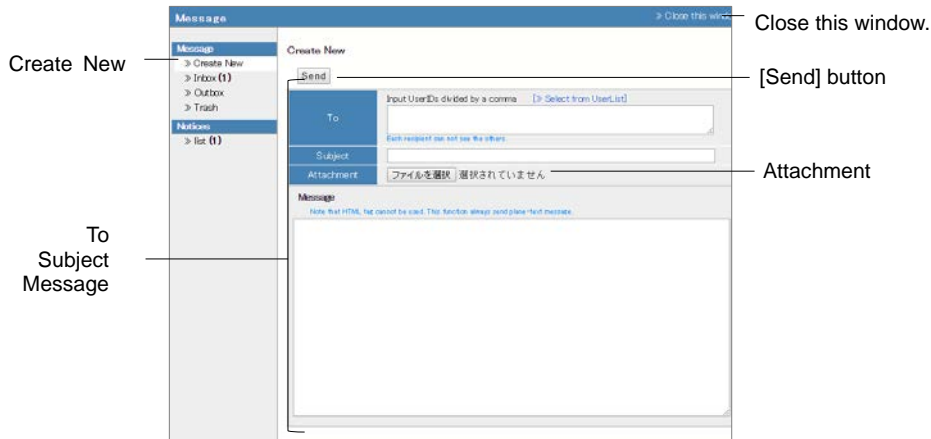 Message
» Close this wind
Close this window.
Message
Create New
» Create New
Create New
» Inbox (1)
Send
[Send] button
» Outbox
» Trash
Input UserIDs divided by a comma [» Select from UserList]
To
Notices
» list (1)
Each recipient can not see the others.
Subject
Attachment
ファイルを選択 選択されていません
Attachment
Message
Note that HTML tag cannot be used. This function always send plane-text message.
To
Subject
Message